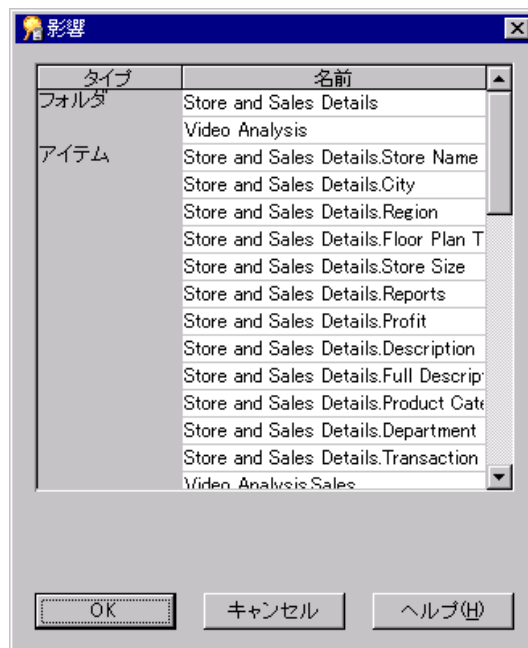 影響
タイプ 名前
フォルダ Store and Sales Details
Video Analysis
アイテム Store and Sales Details.Store Name
Store and Sales Details.City
Store and Sales Details.Region
Store and Sales Details.Floor Plan T
Store and Sales Details.Store Size
Store and Sales Details.Reports
Store and Sales Details.Profit
Store and Sales Details.Description
Store and Sales Details.Full Descrip
Store and Sales Details.Product Cate
Store and Sales Details.Department
Store and Sales Details.Transaction
Video Analysis.Sales
OK キャンセル ヘルプ(H)